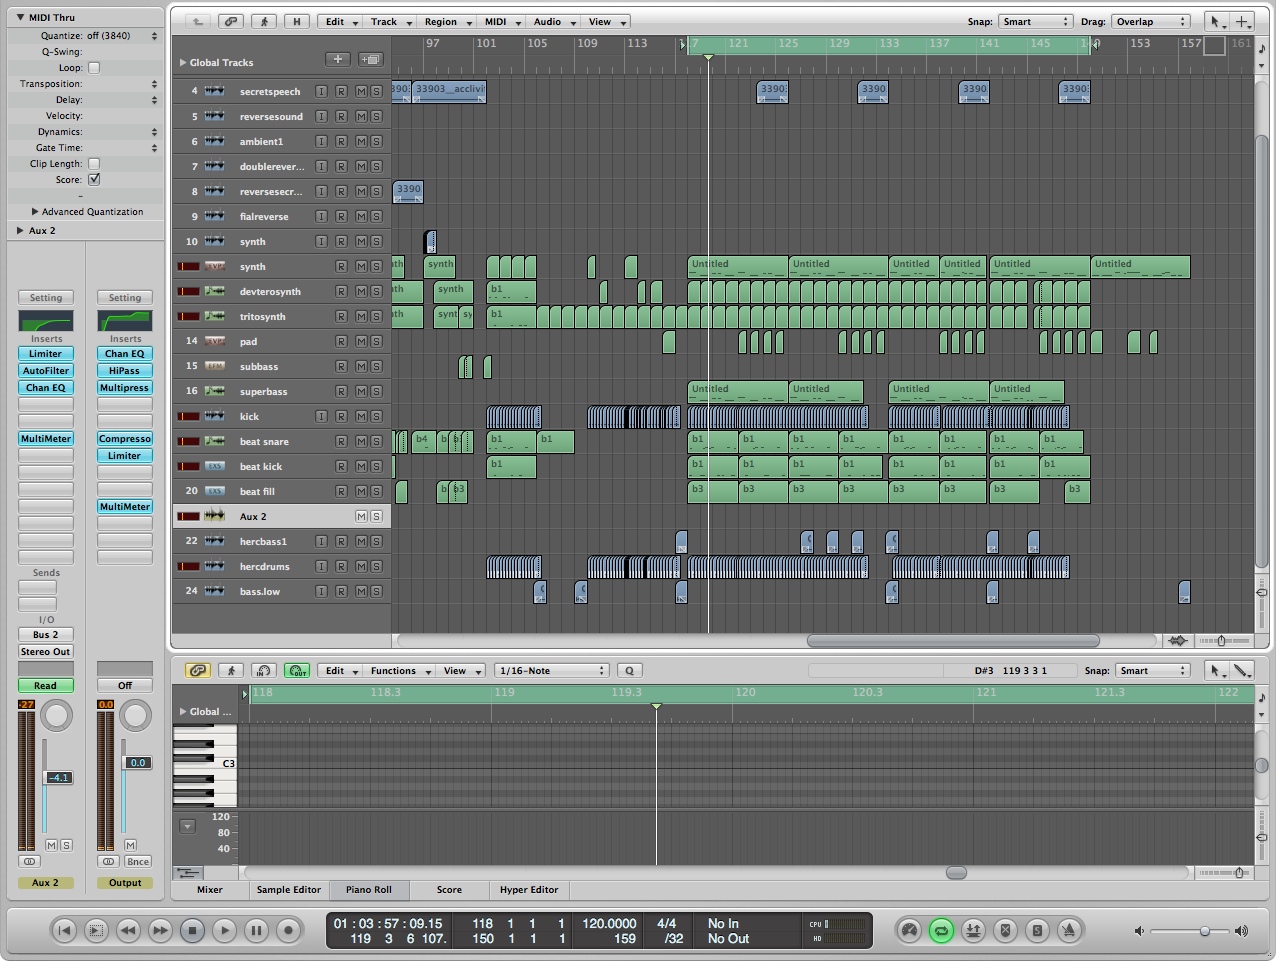 MIDI Thru
Quantize: off (3840)
Q-Swing:
Loop:
Transposition:
Delay:
Velocity:
Dynamics:
Gate Time:
Clip Length:
Score:
–
Advanced Quantization
Aux 2
Setting Setting
Inserts Inserts
Limiter Chan EQ
AutoFilter HiPass
Chan EQ Multipress
MultiMeter Compresso
Limiter
MultiMeter
Sends
I/O
Bus 2
Stereo Out
Read Off
-27 0.0
-4.1 0.0
M S M
Bnce
Aux 2 Output
H Edit Track Region MIDI Audio View Snap: Smart Drag: Overlap
97 101 105 109 113 121 125 129 133 137 141 145 153 157 161
Global Tracks
4 secretspeech I R M S 33903__acclivit 3390 3390 3390 3390
5 reversesound I R M S
6 ambient1 I R M S
7 doublerever... I R M S
8 reversesecr... I R M S 3390
9 fialreverse I R M S
10 synth I R M S
synth R M S synth Untitled Untitled Untitled Untitled Untitled Untitled
devterosynth R M S synth b1
tritosynth R M S synt sy b1
14 pad R M S
15 subbass R M S
16 superbass R M S Untitled Untitled Untitled Untitled
kick I R M S
beat snare R M S b4 b b1 b1 b1 b1 b1 b1 b1 b1 b1 b1
beat kick R M S b1 b1 b1 b1 b1 b1 b1 b1 b1
20 beat fill R M S b b3 b3 b3 b3 b3 b3 b3 b3
Aux 2 M S
22 hercbass1 I R M S
hercdrums I R M S
24 bass.low I R M S
IN OUT Edit Functions View 1/16-Note Q D#3 119 3 3 1 Snap: Smart
118 118.3 119 119.3 120 120.3 121 121.3 122
Global ...
C3
120
80
40
Mixer Sample Editor Piano Roll Score Hyper Editor
01 : 03 : 57 : 09.15 118 1 1 1 120.0000 4/4 No In CPU
119 3 6 107. 150 1 1 1 159 /32 No Out HD